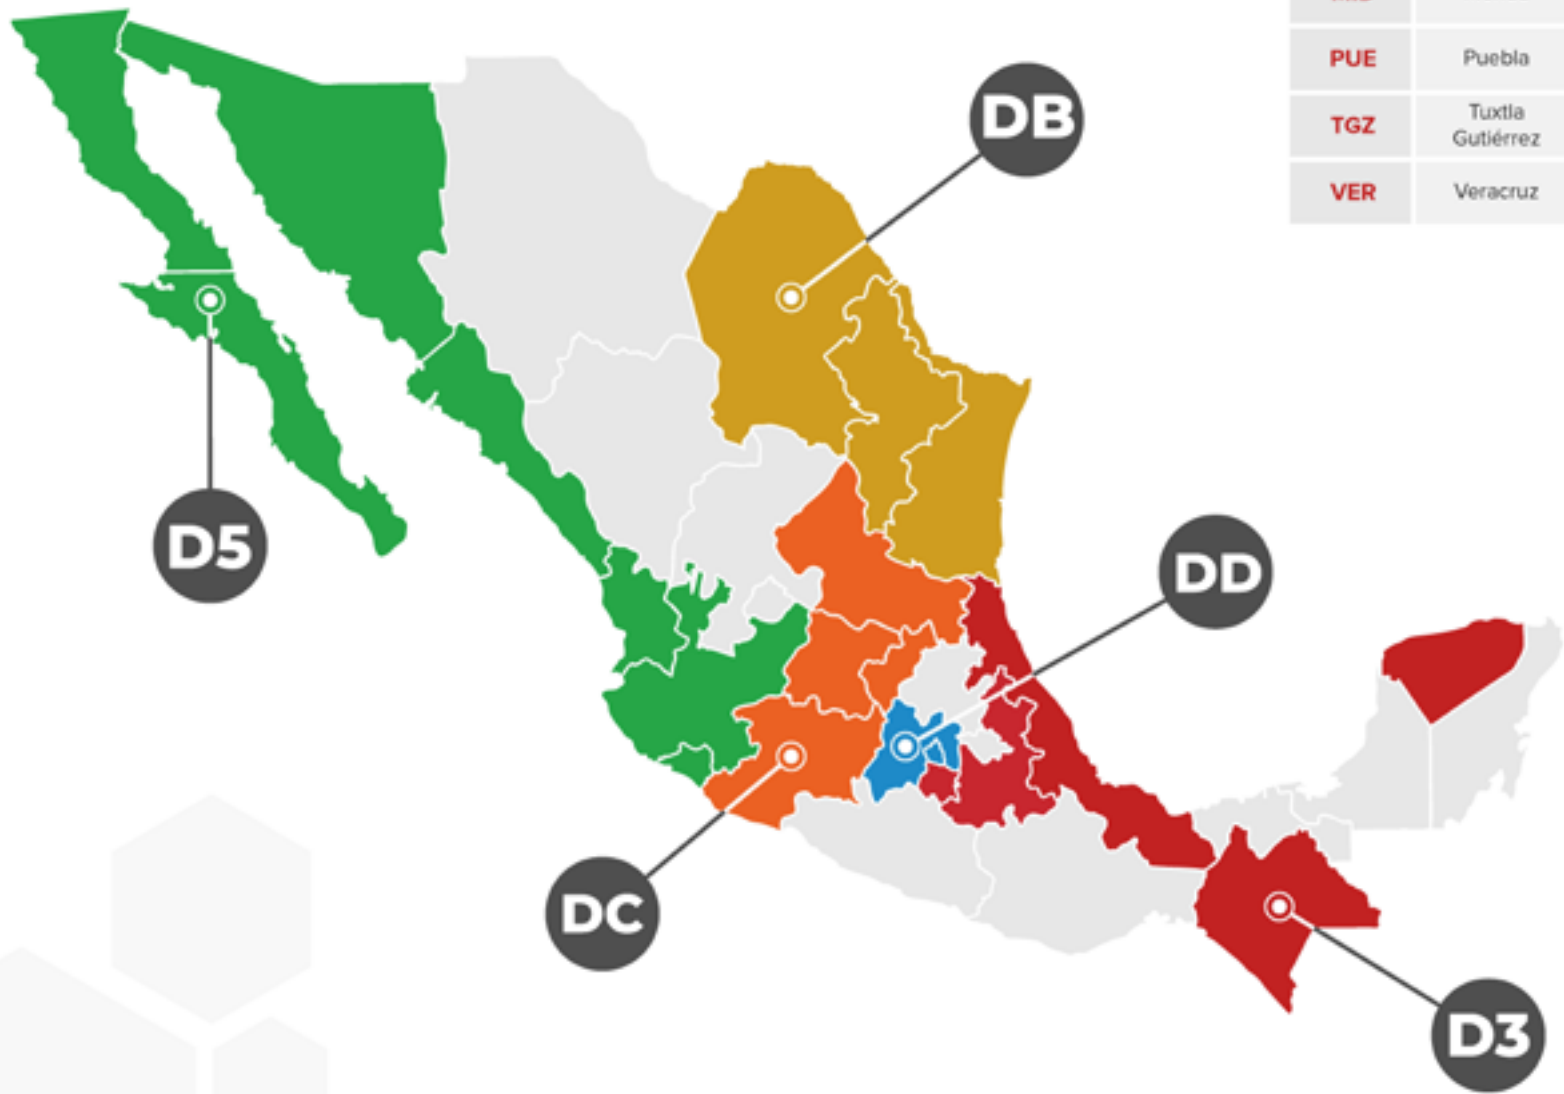 PUE Puebla
TGZ Tuxtla
Gutiérrez
VER Veracruz
DB
D5
DD
DC
D3